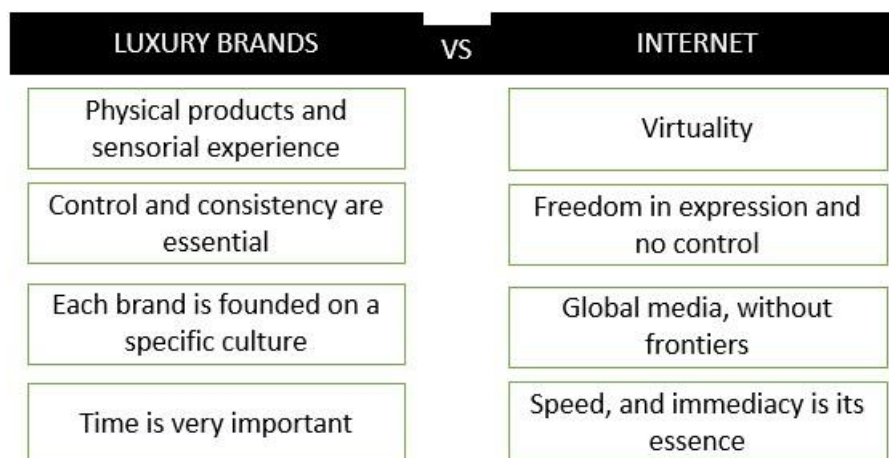 LUXURY BRANDS VS INTERNET
Physical products and
sensorial experience
Virtuality
Control and consistency are
essential
Freedom in expression and
no control
Each brand is founded on a
specific culture
Global media, without
frontiers
Time is very important
Speed, and immediacy is its
essence